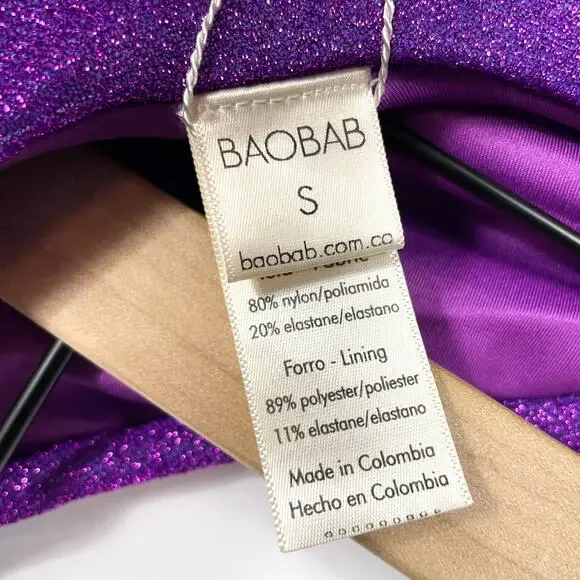 BAOBAB
S
baobab.com.co
80% nylon/poliamida
20% elastane/elastano
Forro - Lining
89% polyester/poliester
11% elastane/elastano
Made in Colombia
Hecho en Colombia